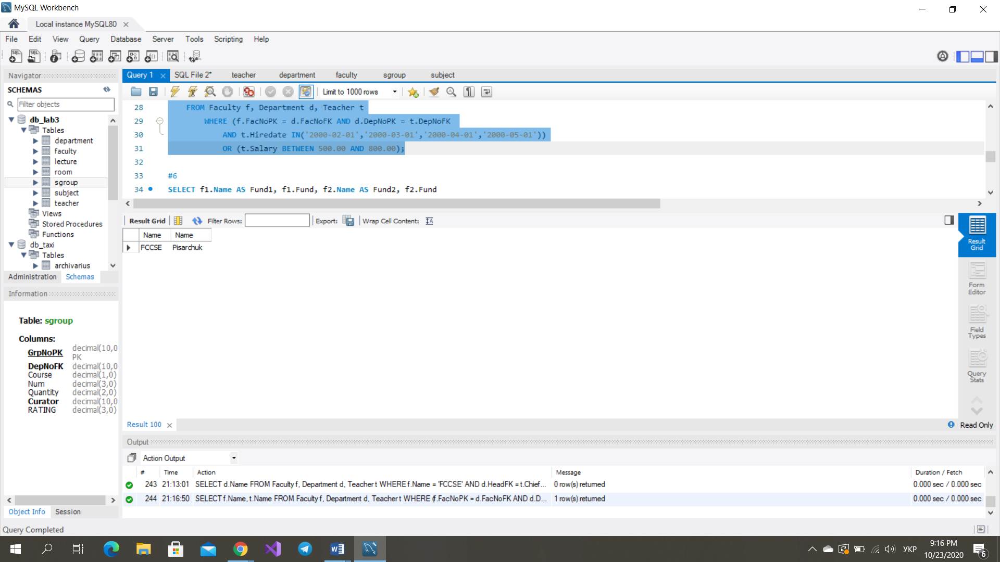 MySQL Workbench
Local instance MySQL80
File Edit View Query Database Server Tools Scripting Help
Navigator
SCHEMAS
Filter objects
db_lab3
Tables
department
faculty
lecture
room
sgroup
subject
teacher
Views
Stored Procedures
Functions
db_taxi
Tables
archivarius
Administration Schemas
Information
Table: sgroup
Columns:
GrpNoPK decimal(10,0
PK
DepNoFK decimal(10,0
Course decimal(1,0)
Num decimal(3,0)
Quantity decimal(2,0)
Curator decimal(10,0
RATING decimal(3,0)
Object Info Session
Query 1 SQL File 2* teacher department faculty sgroup subject
Limit to 1000 rows
28 FROM Faculty f, Department d, Teacher t
29 WHERE (f.FacNoPK = d.FacNoFK AND d.DepNoPK = t.DepNoFK
30 AND t.Hiredate IN('2000-02-01','2000-03-01','2000-04-01','2000-05-01'))
31 OR (t.Salary BETWEEN 500.00 AND 800.00);
32
33 #6
34 SELECT f1.Name AS Fund1, f1.Fund, f2.Name AS Fund2, f2.Fund
Result Grid Filter Rows: Export: Wrap Cell Content:
Name Name
FCCSE Pisarchuk
Result Grid
Form Editor
Field Types
Query Stats
Result 100 Read Only
Output
Action Output
# Time Action Message Duration / Fetch
243 21:13:01 SELECT d.Name FROM Faculty f, Department d, Teacher t WHERE f.Name = 'FCCSE' AND d.HeadFK = t.Chief... 0 row(s) returned 0.000 sec / 0.000 sec
244 21:16:50 SELECT f.Name, t.Name FROM Faculty f, Department d, Teacher t WHERE (f.FacNoPK = d.FacNoFK AND d.D... 1 row(s) returned 0.000 sec / 0.000 sec
Query Completed
УКР
9:16 PM
10/23/2020
6